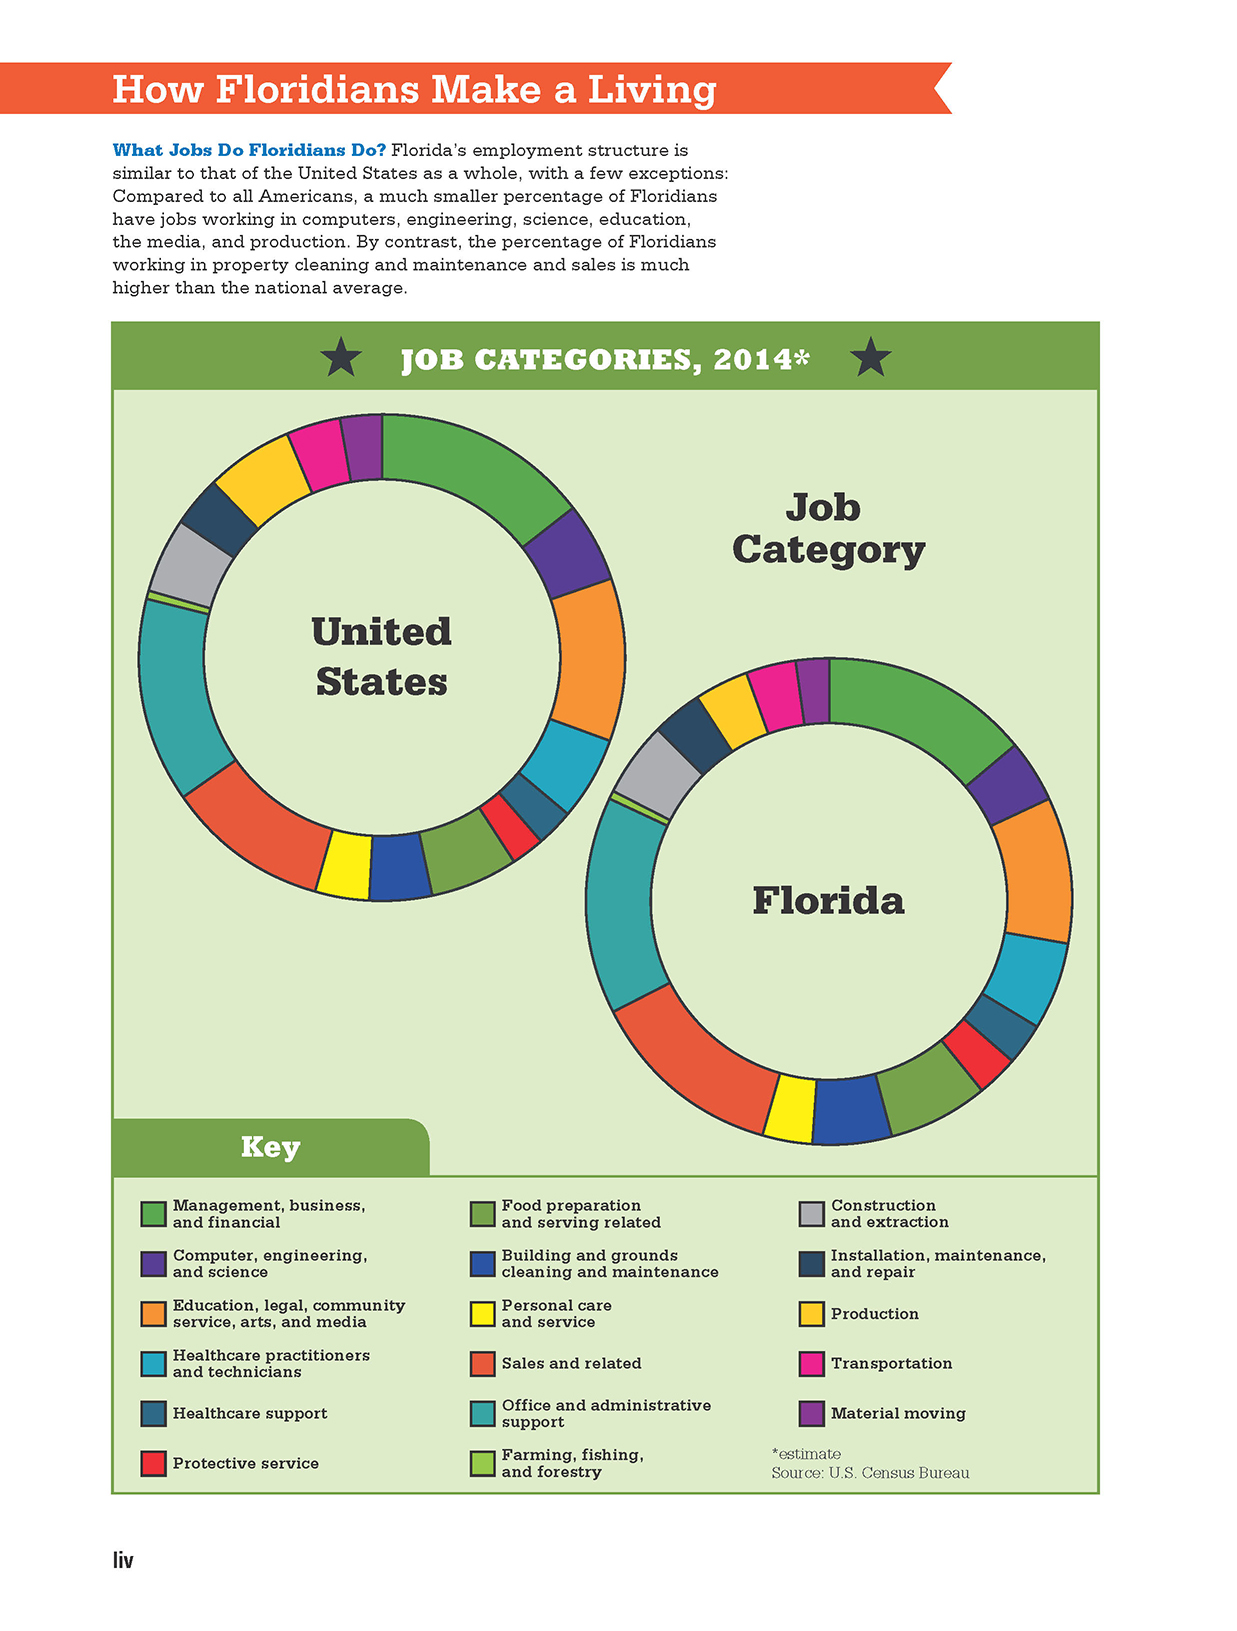 How Floridians Make a Living
What Jobs Do Floridians Do? Florida's employment structure is
similar to that of the United States as a whole, with a few exceptions:
Compared to all Americans, a much smaller percentage of Floridians
have jobs working in computers, engineering, science, education,
the media, and production. By contrast, the percentage of Floridians
working in property cleaning and maintenance and sales is much
higher than the national average.
JOB CATEGORIES, 2014*
Job
Category
United
States
Florida
Key
Management, business,
and financial
Computer, engineering,
and science
Education, legal, community
service, arts, and media
Healthcare practitioners
and technicians
Healthcare support
Protective service
Food preparation
and serving related
Building and grounds
cleaning and maintenance
Personal care
and service
Sales and related
Office and administrative
support
Farming, fishing,
and forestry
Construction
and extraction
Installation, maintenance,
and repair
Production
Transportation
Material moving
*estimate
Source: U.S. Census Bureau
liv